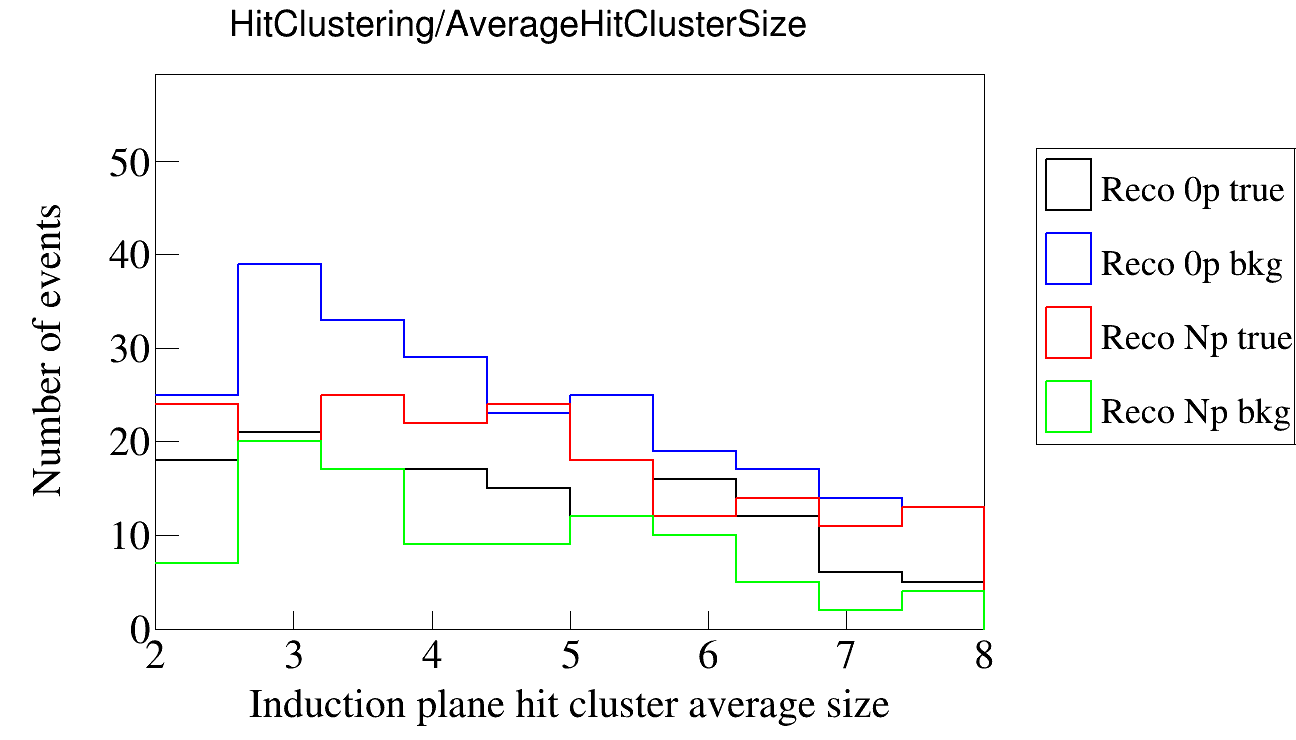 HitClustering/AverageHitClusterSize
Number of events
50
40
30
20
10
0
2 3 4 5 6 7 8
Induction plane hit cluster average size
Reco 0p true
Reco 0p bkg
Reco Np true
Reco Np bkg